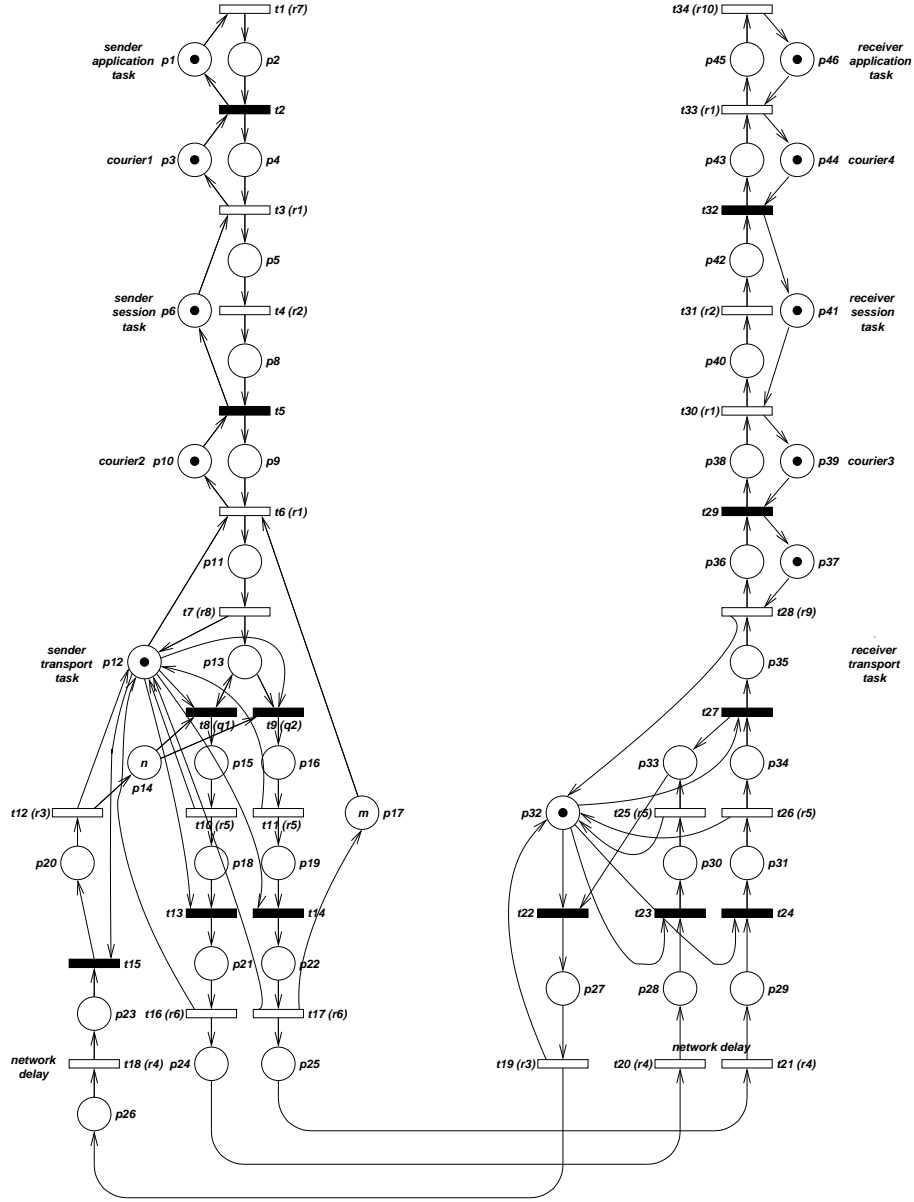 t1 (r7)
t34 (r10)
sender
application
task
p1
p2
p45
p46
receiver
application
task
t2
t33 (r1)
courier1
p3
p4
p43
p44
courier4
t3 (r1)
t32
p5
p42
sender
session
task
p6
t4 (r2)
t31 (r2)
p41
receiver
session
task
p8
p40
t5
t30 (r1)
courier2
p10
p9
p38
p39
courier3
t6 (r1)
t29
p11
p36
p37
t7 (r8)
t28 (r9)
sender
transport
task
p12
p13
p35
receiver
transport
task
t8 (q1)
t9 (q2)
t27
n
p14
p15
p16
p33
p34
t12 (r3)
t10 (r5)
t11 (r5)
m
p17
p32
t25 (r5)
t26 (r5)
p20
p18
p19
p30
p31
t13
t14
t22
t23
t24
t15
p21
p22
p27
p28
p29
p23
t16 (r6)
t17 (r6)
network
delay
t18 (r4)
p24
p25
network delay
t19 (r3)
t20 (r4)
t21 (r4)
p26